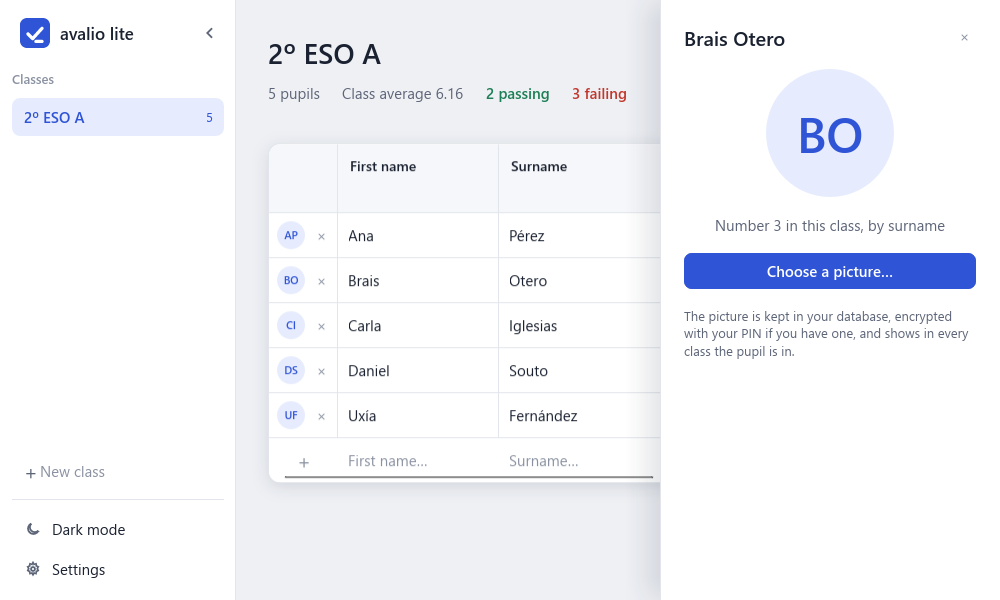 avalio lite
Classes
2º ESO A 5
+ New class
Dark mode
Settings
2º ESO A
5 pupils Class average 6.16 2 passing 3 failing
First name Surname
AP × Ana Pérez
BO × Brais Otero
CI × Carla Iglesias
DS × Daniel Souto
UF × Uxía Fernández
+ First name... Surname...
Brais Otero ×
BO
Number 3 in this class, by surname
Choose a picture...
The picture is kept in your database, encrypted
with your PIN if you have one, and shows in every
class the pupil is in.